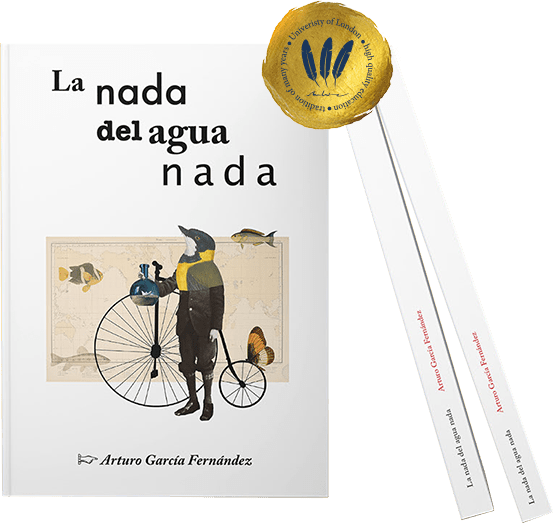 La nada
del agua
nada
Arturo García Fernández
Univeristy of London • high quality education • tradition of many years •
La nada del agua nada Arturo García Fernández
La nada del agua nada Arturo García Fernández